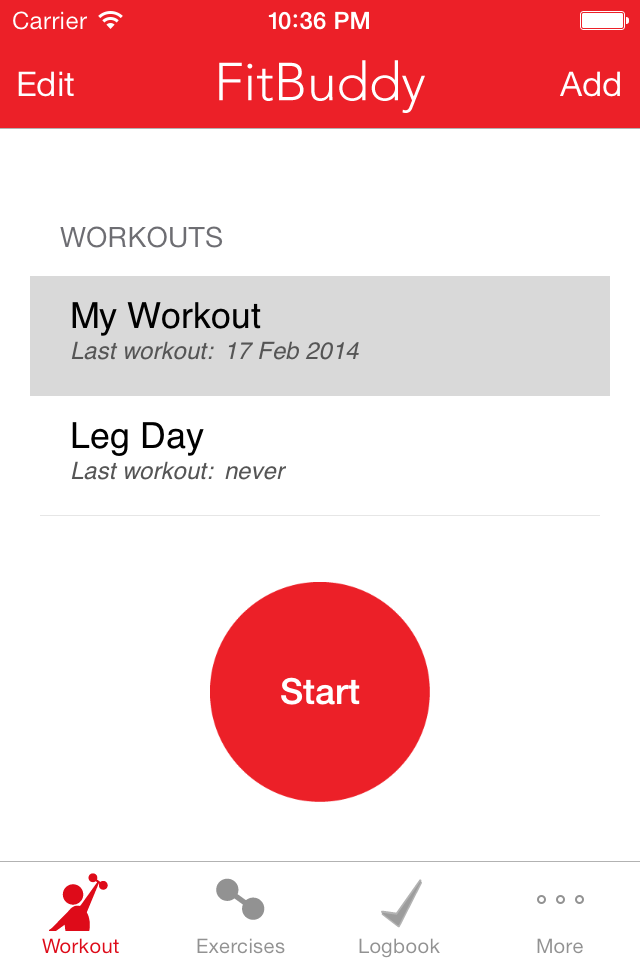 Carrier 10:36 PM
Edit FitBuddy Add
WORKOUTS
My Workout
Last workout: 17 Feb 2014
Leg Day
Last workout: never
Start
Workout Exercises Logbook More